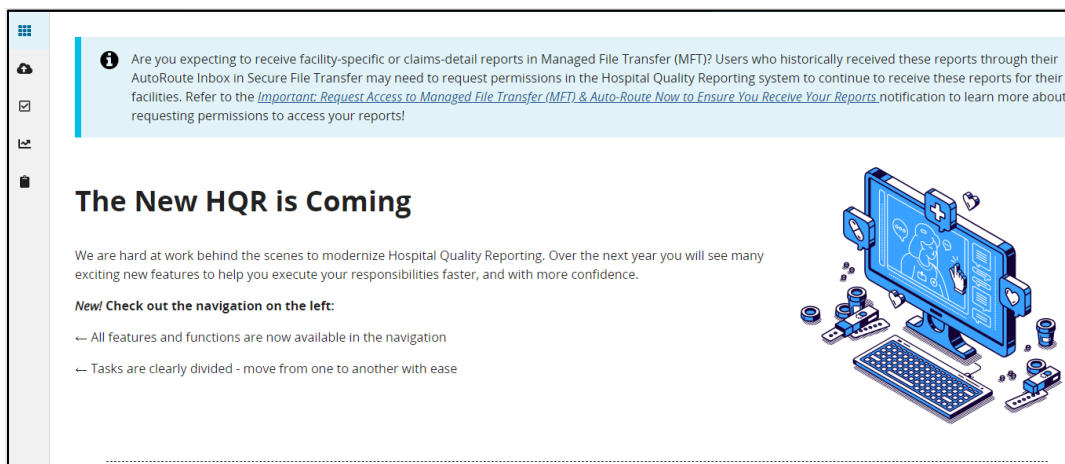 Are you expecting to receive facility-specific or claims-detail reports in Managed File Transfer (MFT)? Users who historically received these reports through their
AutoRoute Inbox in Secure File Transfer may need to request permissions in the Hospital Quality Reporting system to continue to receive these reports for their
facilities. Refer to the Important: Request Access to Managed File Transfer (MFT) & Auto-Route Now to Ensure You Receive Your Reports notification to learn more about
requesting permissions to access your reports!
The New HQR is Coming
We are hard at work behind the scenes to modernize Hospital Quality Reporting. Over the next year you will see many
exciting new features to help you execute your responsibilities faster, and with more confidence.
New! Check out the navigation on the left:
← All features and functions are now available in the navigation
← Tasks are clearly divided - move from one to another with ease